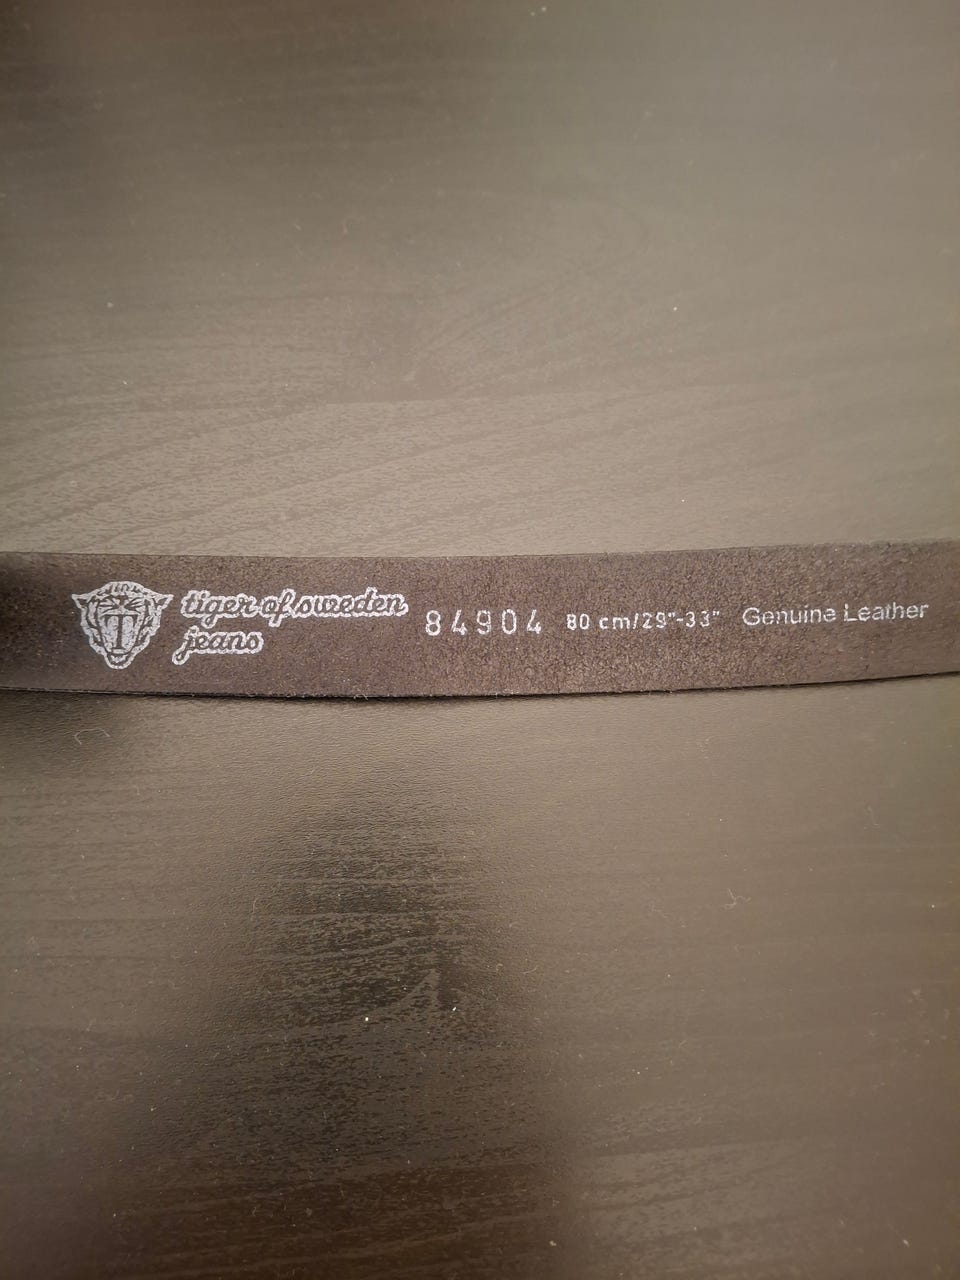 tiger of sweden
jeans
84904 80 cm/29"-33" Genuine Leather